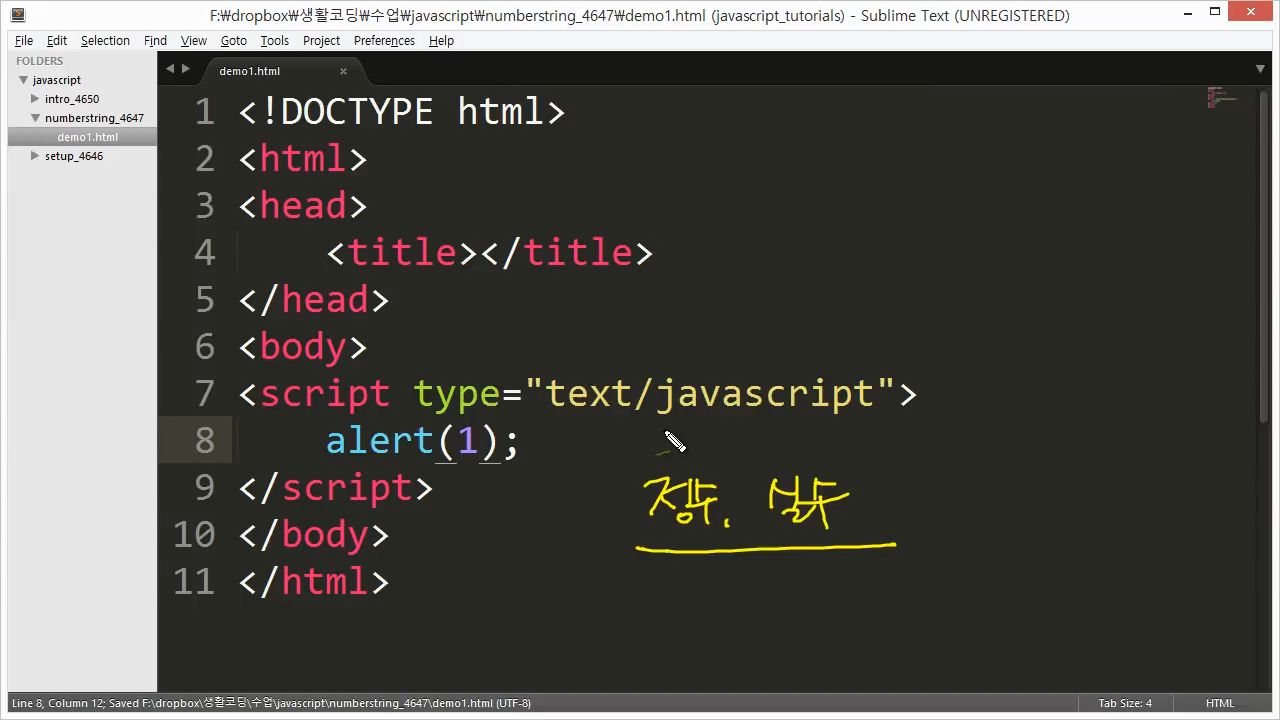 F:₩dropbox₩생활코딩₩수업₩javascript₩numberstring_4647₩demo1.html (javascript_tutorials) - Sublime Text (UNREGISTERED)
File Edit Selection Find View Goto Tools Project Preferences Help
FOLDERS
javascript
intro_4650
numberstring_4647
demo1.html
setup_4646
demo1.html ×
1 <!DOCTYPE html>
2 <html>
3 <head>
4 <title></title>
5 </head>
6 <body>
7 <script type="text/javascript">
8 alert(1);
9 </script>
10 </body>
11 </html>
정수. 실수
Line 8, Column 12; Saved F:\dropbox\생활코딩\수업\javascript\numberstring_4647\demo1.html (UTF-8)
Tab Size: 4
HTML